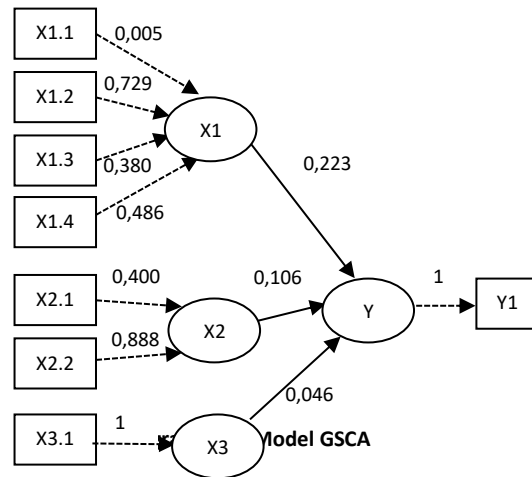 X1.1
0,005
X1.2
0,729
X1
X1.3
0,380
0,223
X1.4
0,486
X2.1
0,400
0,106
1
X2
Y
Y1
X2.2
0,888
0,046
X3.1
1
X3
Model GSCA